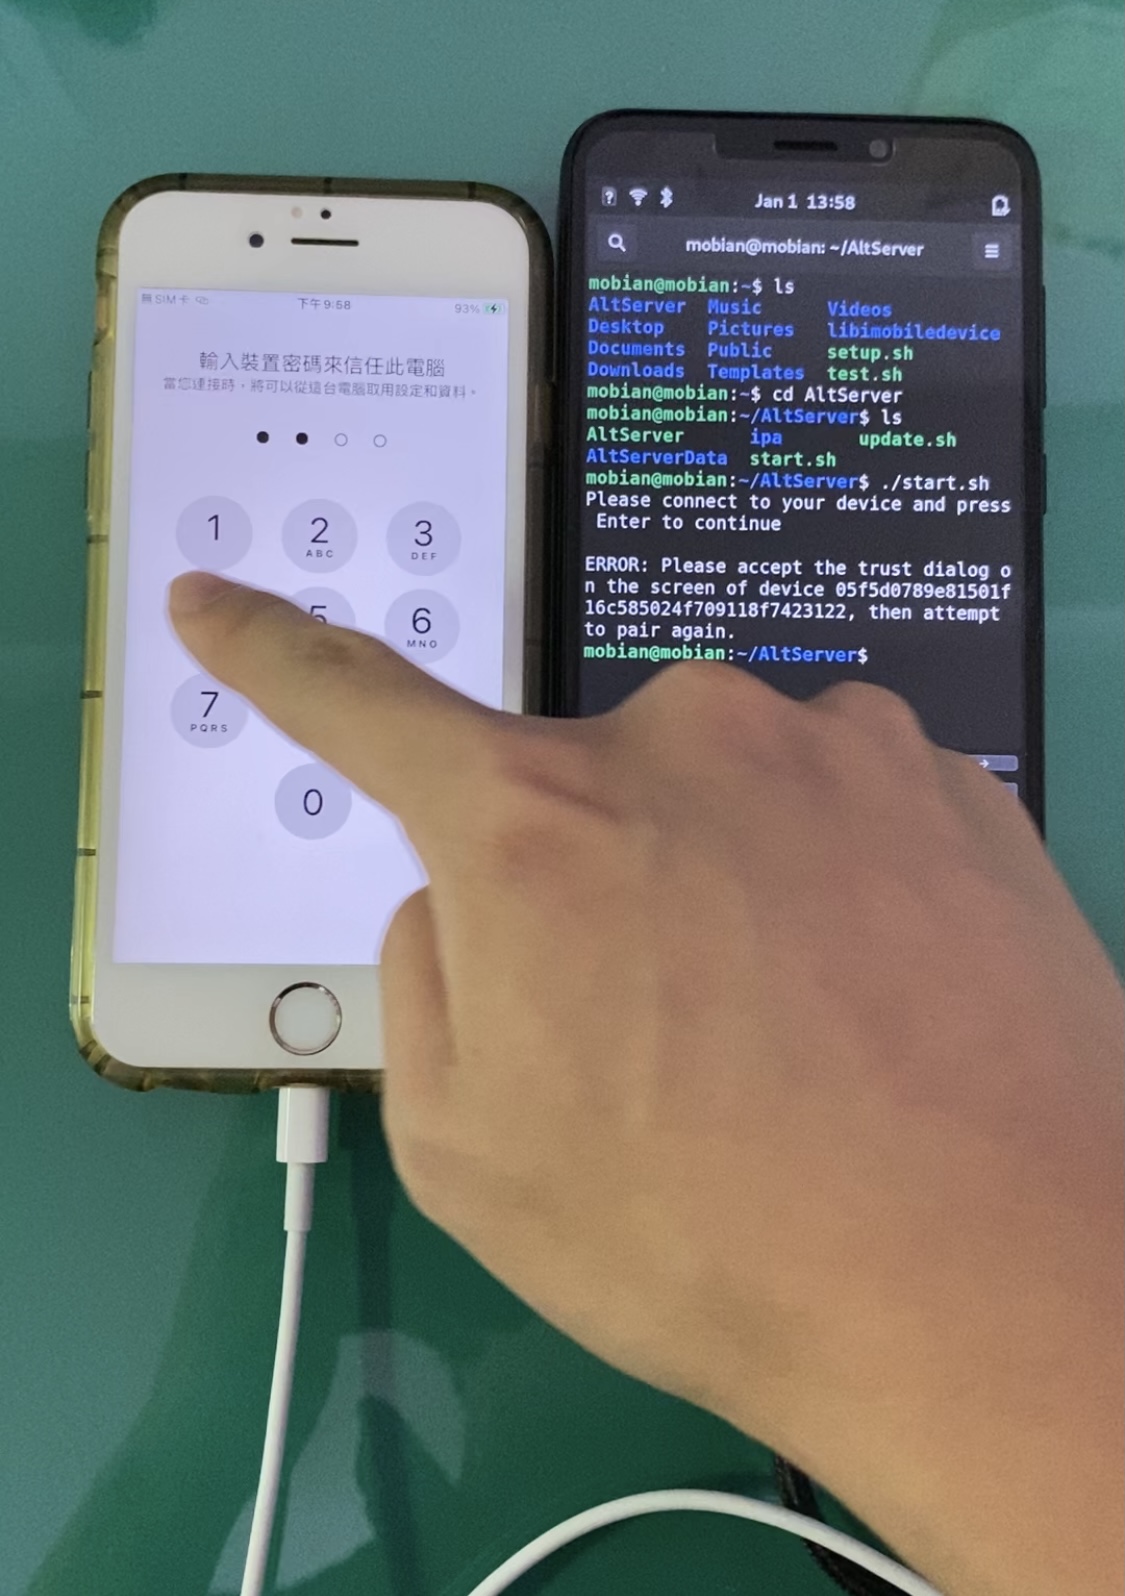 無 SIM 卡
下午9:58
93%
輸入裝置密碼來信任此電腦
當您連接時，將可以從這台電腦取用設定和資料。
1
2
ABC
3
DEF
5
6
MNO
7
PQRS
0
?
Jan 1 13:58
mobian@mobian: ~/AltServer
mobian@mobian:~$ ls
AltServer Music Videos
Desktop Pictures libimobiledevice
Documents Public setup.sh
Downloads Templates test.sh
mobian@mobian:~$ cd AltServer
mobian@mobian:~/AltServer$ ls
AltServer ipa update.sh
AltServerData start.sh
mobian@mobian:~/AltServer$ ./start.sh
Please connect to your device and press
Enter to continue
ERROR: Please accept the trust dialog o
n the screen of device 05f5d0789e81501f
16c585024f709118f7423122, then attempt
to pair again.
mobian@mobian:~/AltServer$